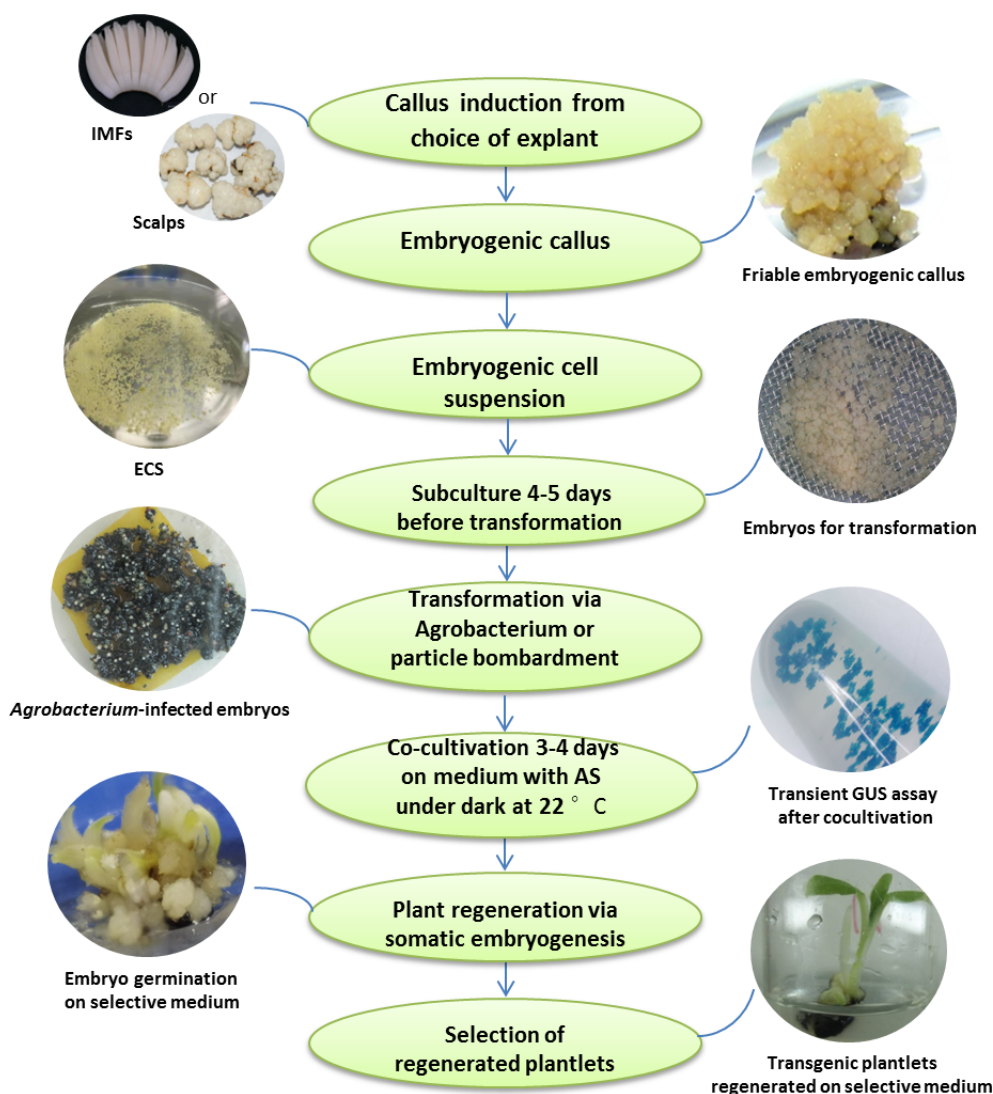 or
IMFs
Scalps
Callus induction from
choice of explant
Embryogenic callus
Friable embryogenic callus
Embryogenic cell
suspension
ECS
Subculture 4-5 days
before transformation
Embryos for transformation
Transformation via
Agrobacterium or
particle bombardment
Agrobacterium-infected embryos
Co-cultivation 3-4 days
on medium with AS
under dark at 22 ° C
Transient GUS assay
after cocultivation
Plant regeneration via
somatic embryogenesis
Embryo germination
on selective medium
Selection of
regenerated plantlets
Transgenic plantlets
regenerated on selective medium